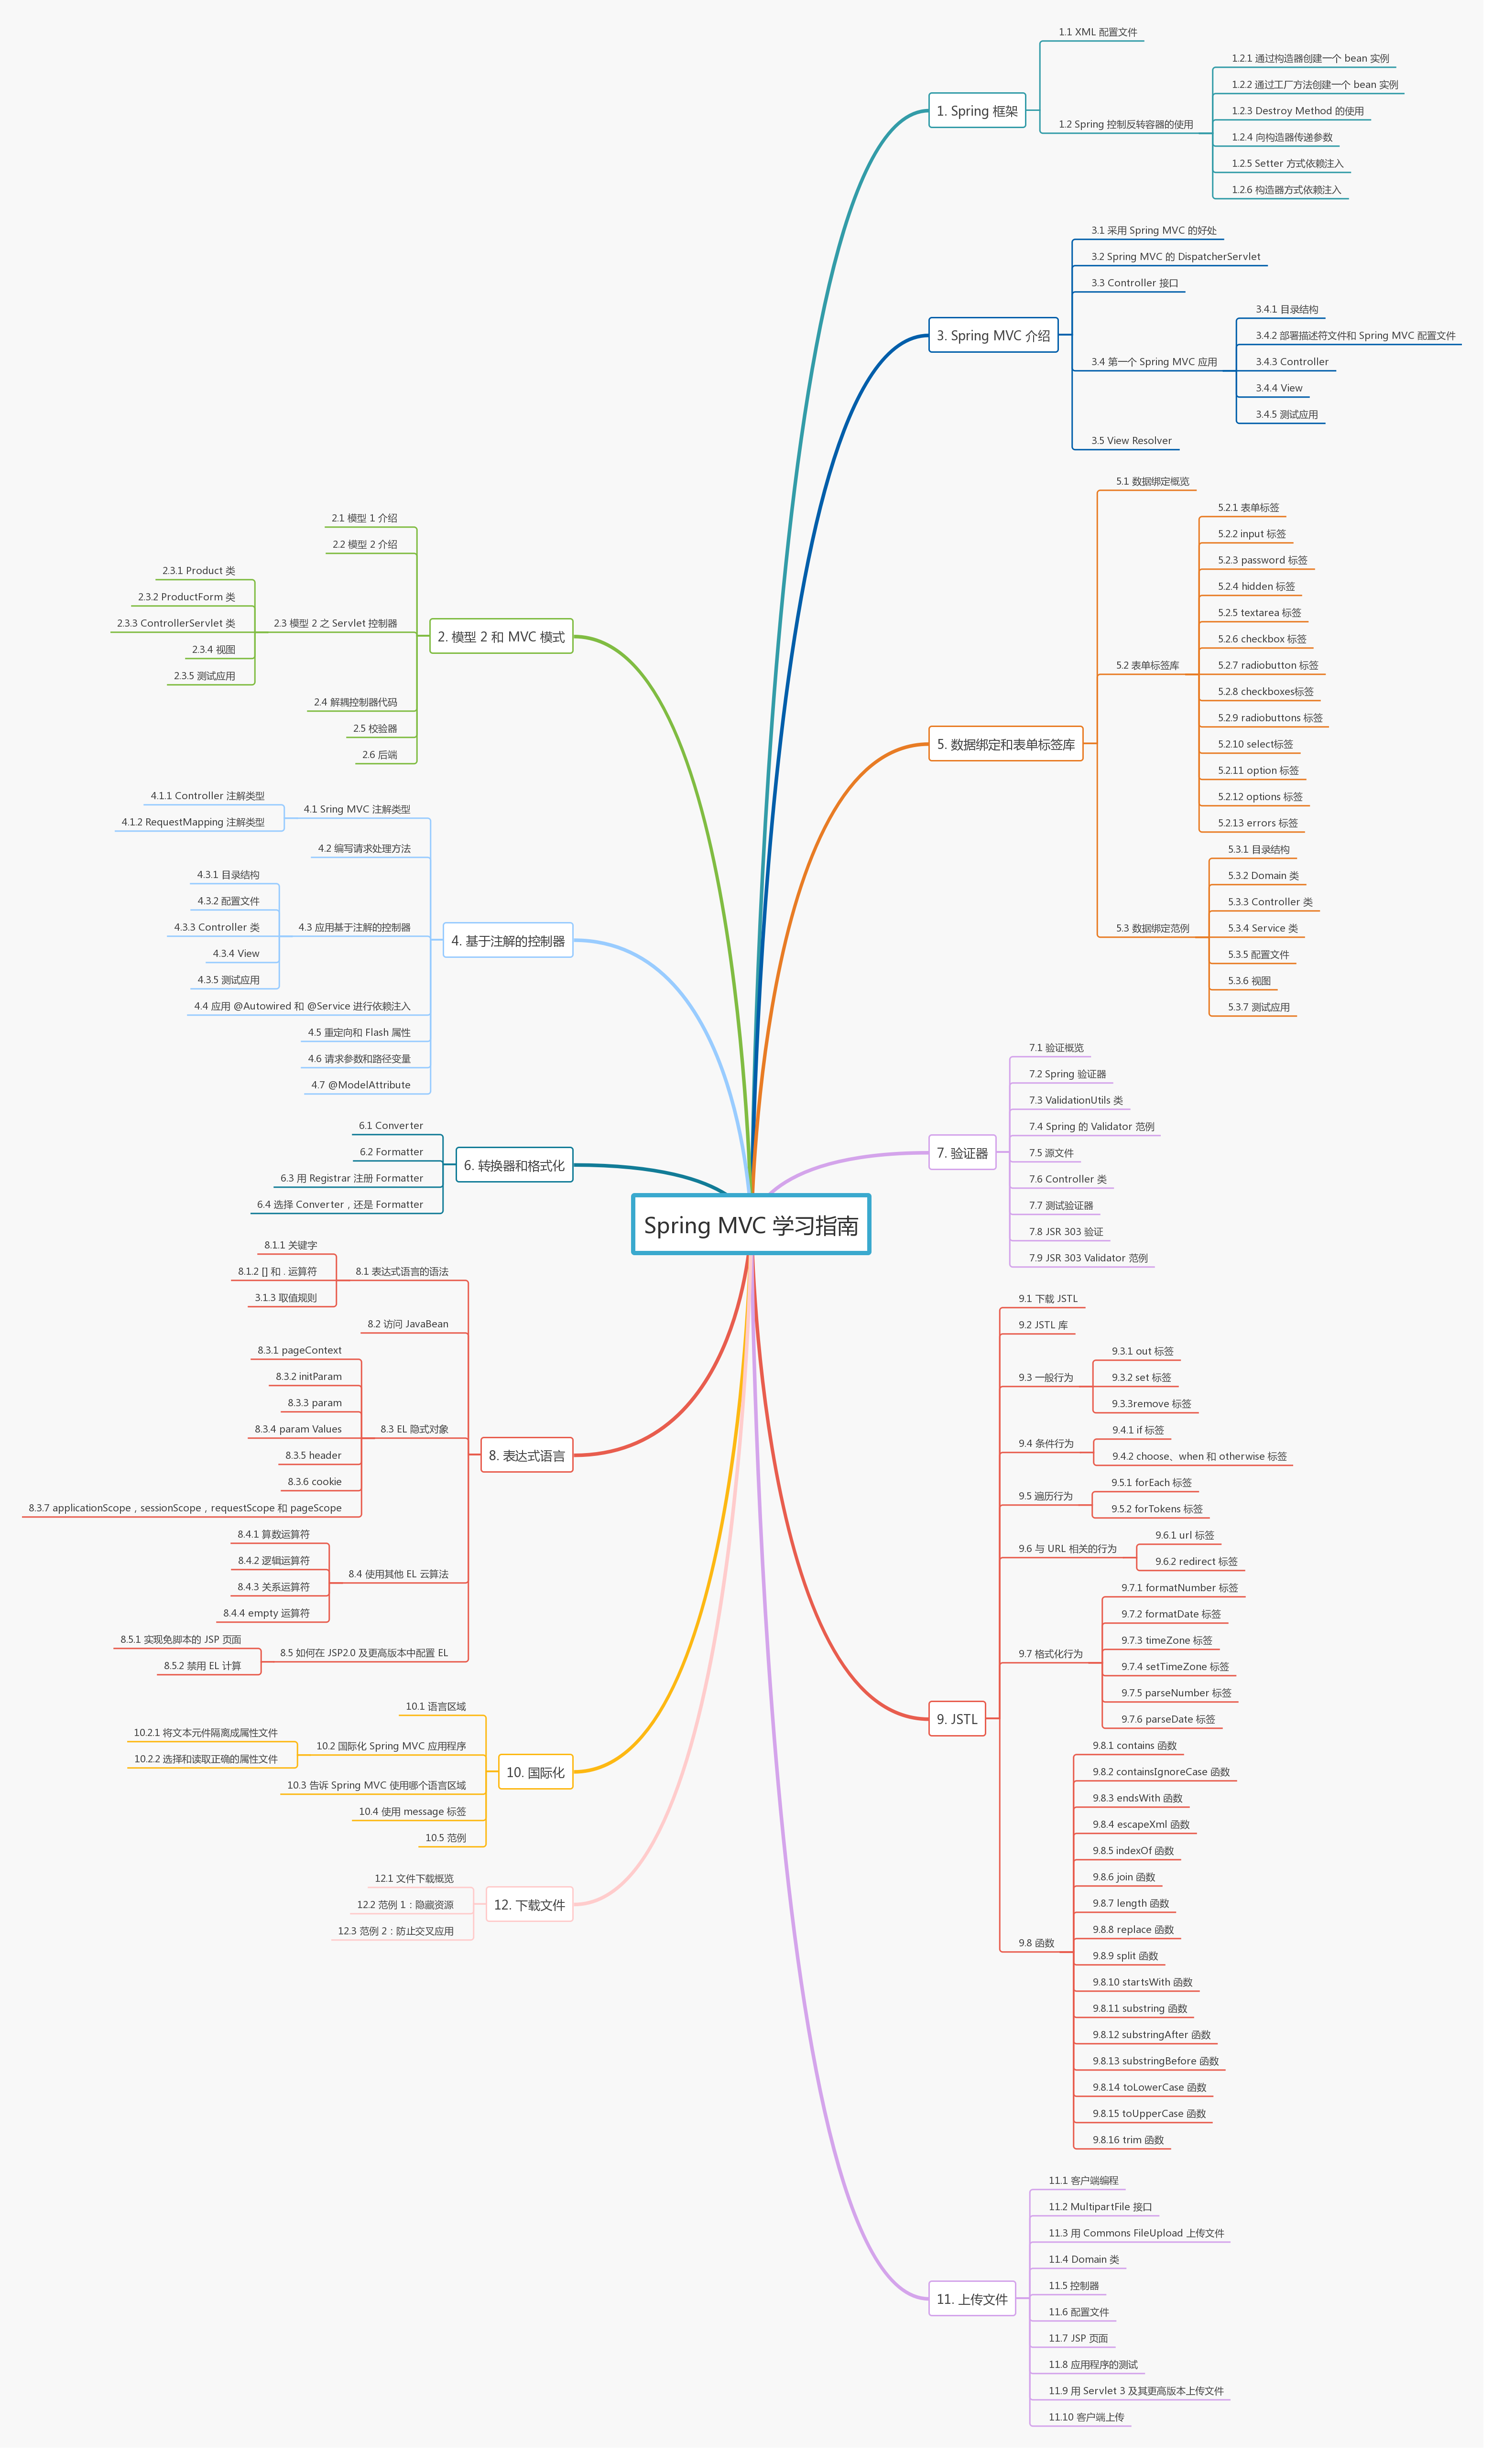 Spring MVC 学习指南
1. Spring 框架
1.1 XML 配置文件
1.2 Spring 控制反转容器的使用
1.2.1 通过构造器创建一个 bean 实例
1.2.2 通过工厂方法创建一个 bean 实例
1.2.3 Destroy Method 的使用
1.2.4 向构造器传递参数
1.2.5 Setter 方式依赖注入
1.2.6 构造器方式依赖注入
2. 模型 2 和 MVC 模式
2.1 模型 1 介绍
2.2 模型 2 介绍
2.3 模型 2 之 Servlet 控制器
2.3.1 Product 类
2.3.2 ProductForm 类
2.3.3 ControllerServlet 类
2.3.4 视图
2.3.5 测试应用
2.4 解耦控制器代码
2.5 校验器
2.6 后端
3. Spring MVC 介绍
3.1 采用 Spring MVC 的好处
3.2 Spring MVC 的 DispatcherServlet
3.3 Controller 接口
3.4 第一个 Spring MVC 应用
3.4.1 目录结构
3.4.2 部署描述符文件和 Spring MVC 配置文件
3.4.3 Controller
3.4.4 View
3.4.5 测试应用
3.5 View Resolver
4. 基于注解的控制器
4.1 Sring MVC 注解类型
4.1.1 Controller 注解类型
4.1.2 RequestMapping 注解类型
4.2 编写请求处理方法
4.3 应用基于注解的控制器
4.3.1 目录结构
4.3.2 配置文件
4.3.3 Controller 类
4.3.4 View
4.3.5 测试应用
4.4 应用 @Autowired 和 @Service 进行依赖注入
4.5 重定向和 Flash 属性
4.6 请求参数和路径变量
4.7 @ModelAttribute
5. 数据绑定和表单标签库
5.1 数据绑定概览
5.2 表单标签库
5.2.1 表单标签
5.2.2 input 标签
5.2.3 password 标签
5.2.4 hidden 标签
5.2.5 textarea 标签
5.2.6 checkbox 标签
5.2.7 radiobutton 标签
5.2.8 checkboxes标签
5.2.9 radiobuttons 标签
5.2.10 select标签
5.2.11 option 标签
5.2.12 options 标签
5.2.13 errors 标签
5.3 数据绑定范例
5.3.1 目录结构
5.3.2 Domain 类
5.3.3 Controller 类
5.3.4 Service 类
5.3.5 配置文件
5.3.6 视图
5.3.7 测试应用
6. 转换器和格式化
6.1 Converter
6.2 Formatter
6.3 用 Registrar 注册 Formatter
6.4 选择 Converter，还是 Formatter
7. 验证器
7.1 验证概览
7.2 Spring 验证器
7.3 ValidationUtils 类
7.4 Spring 的 Validator 范例
7.5 源文件
7.6 Controller 类
7.7 测试验证器
7.8 JSR 303 验证
7.9 JSR 303 Validator 范例
8. 表达式语言
8.1 表达式语言的语法
8.1.1 关键字
8.1.2 [] 和 . 运算符
3.1.3 取值规则
8.2 访问 JavaBean
8.3 EL 隐式对象
8.3.1 pageContext
8.3.2 initParam
8.3.3 param
8.3.4 param Values
8.3.5 header
8.3.6 cookie
8.3.7 applicationScope，sessionScope，requestScope 和 pageScope
8.4 使用其他 EL 云算法
8.4.1 算数运算符
8.4.2 逻辑运算符
8.4.3 关系运算符
8.4.4 empty 运算符
8.5 如何在 JSP2.0 及更高版本中配置 EL
8.5.1 实现免脚本的 JSP 页面
8.5.2 禁用 EL 计算
9. JSTL
9.1 下载 JSTL
9.2 JSTL 库
9.3 一般行为
9.3.1 out 标签
9.3.2 set 标签
9.3.3remove 标签
9.4 条件行为
9.4.1 if 标签
9.4.2 choose、when 和 otherwise 标签
9.5 遍历行为
9.5.1 forEach 标签
9.5.2 forTokens 标签
9.6 与 URL 相关的行为
9.6.1 url 标签
9.6.2 redirect 标签
9.7 格式化行为
9.7.1 formatNumber 标签
9.7.2 formatDate 标签
9.7.3 timeZone 标签
9.7.4 setTimeZone 标签
9.7.5 parseNumber 标签
9.7.6 parseDate 标签
9.8 函数
9.8.1 contains 函数
9.8.2 containsIgnoreCase 函数
9.8.3 endsWith 函数
9.8.4 escapeXml 函数
9.8.5 indexOf 函数
9.8.6 join 函数
9.8.7 length 函数
9.8.8 replace 函数
9.8.9 split 函数
9.8.10 startsWith 函数
9.8.11 substring 函数
9.8.12 substringAfter 函数
9.8.13 substringBefore 函数
9.8.14 toLowerCase 函数
9.8.15 toUpperCase 函数
9.8.16 trim 函数
10. 国际化
10.1 语言区域
10.2 国际化 Spring MVC 应用程序
10.2.1 将文本元件隔离成属性文件
10.2.2 选择和读取正确的属性文件
10.3 告诉 Spring MVC 使用哪个语言区域
10.4 使用 message 标签
10.5 范例
11. 上传文件
11.1 客户端编程
11.2 MultipartFile 接口
11.3 用 Commons FileUpload 上传文件
11.4 Domain 类
11.5 控制器
11.6 配置文件
11.7 JSP 页面
11.8 应用程序的测试
11.9 用 Servlet 3 及其更高版本上传文件
11.10 客户端上传
12. 下载文件
12.1 文件下载概览
12.2 范例 1：隐藏资源
12.3 范例 2：防止交叉应用